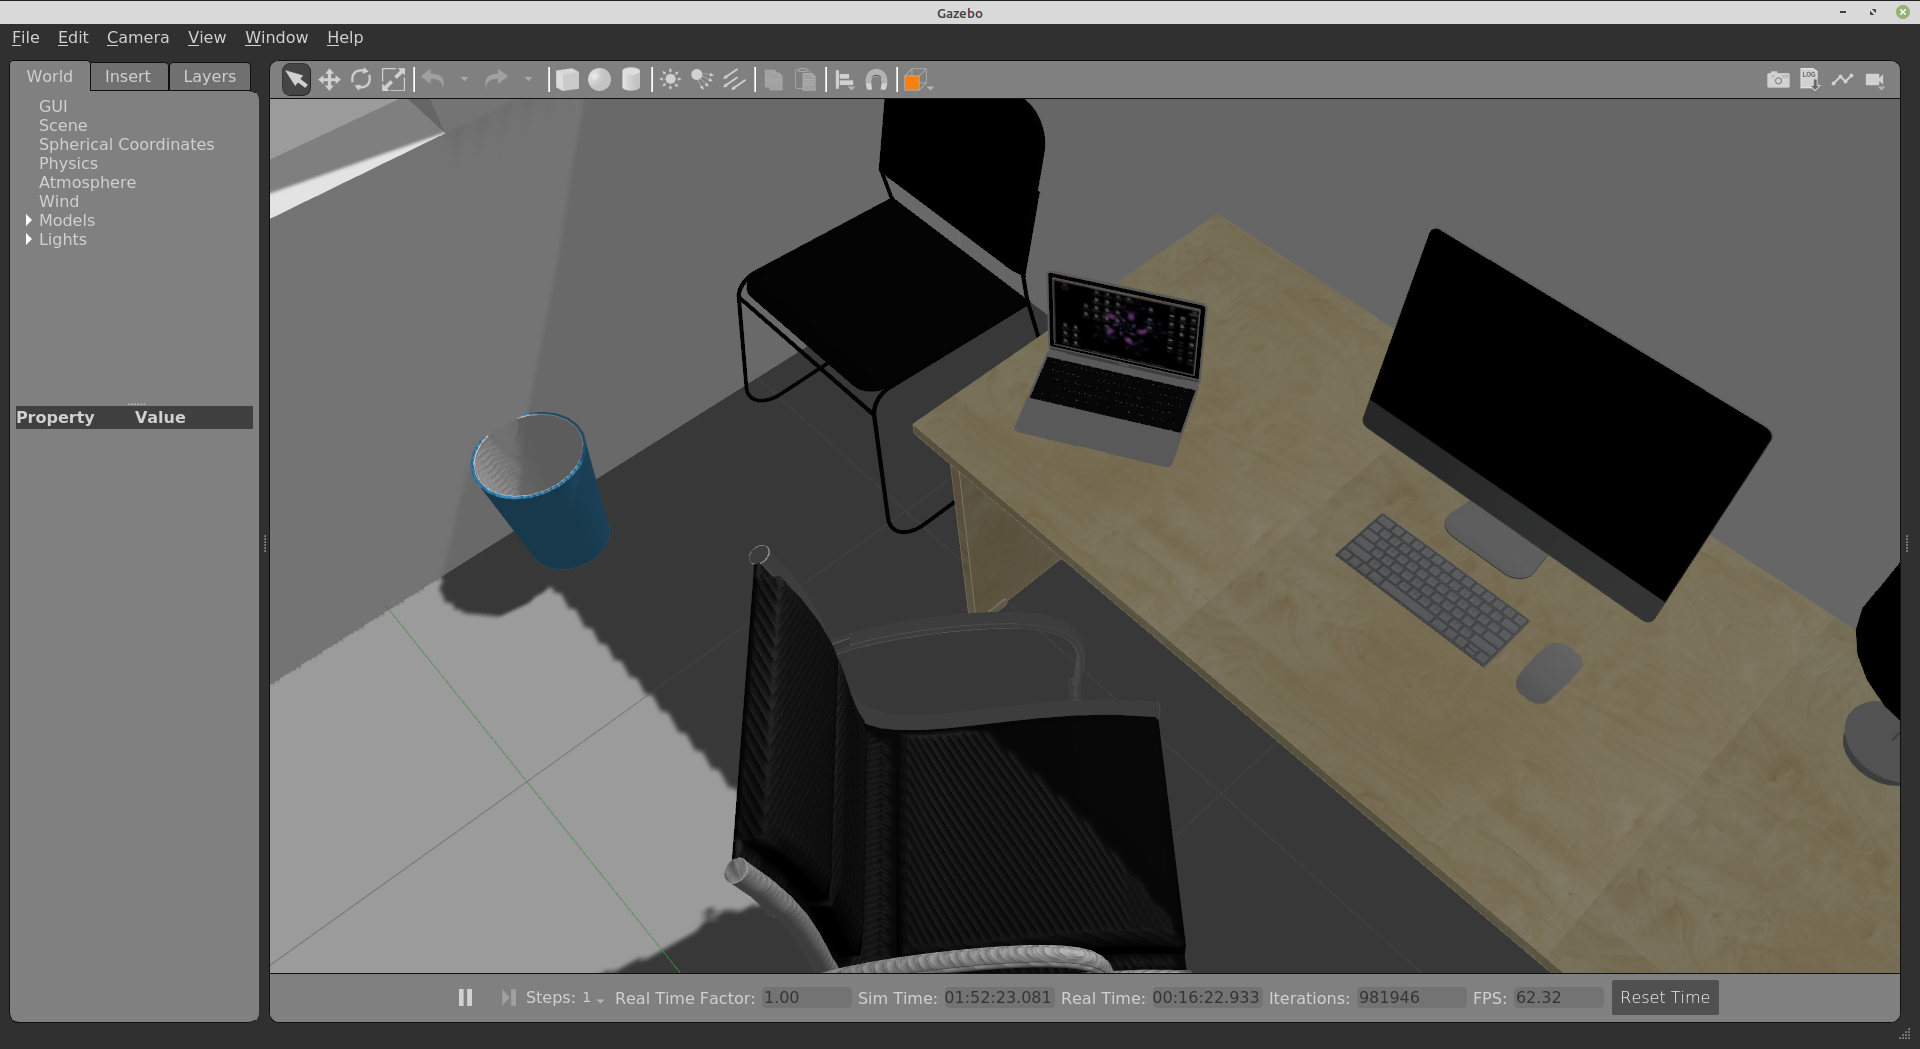 Gazebo
File Edit Camera View Window Help
World Insert Layers
LOG
GUI
Scene
Spherical Coordinates
Physics
Atmosphere
Wind
Models
Lights
Property Value
Steps: 1 Real Time Factor: 1.00 Sim Time: 01:52:23.081 Real Time: 00:16:22.933 Iterations: 981946 FPS: 62.32 Reset Time